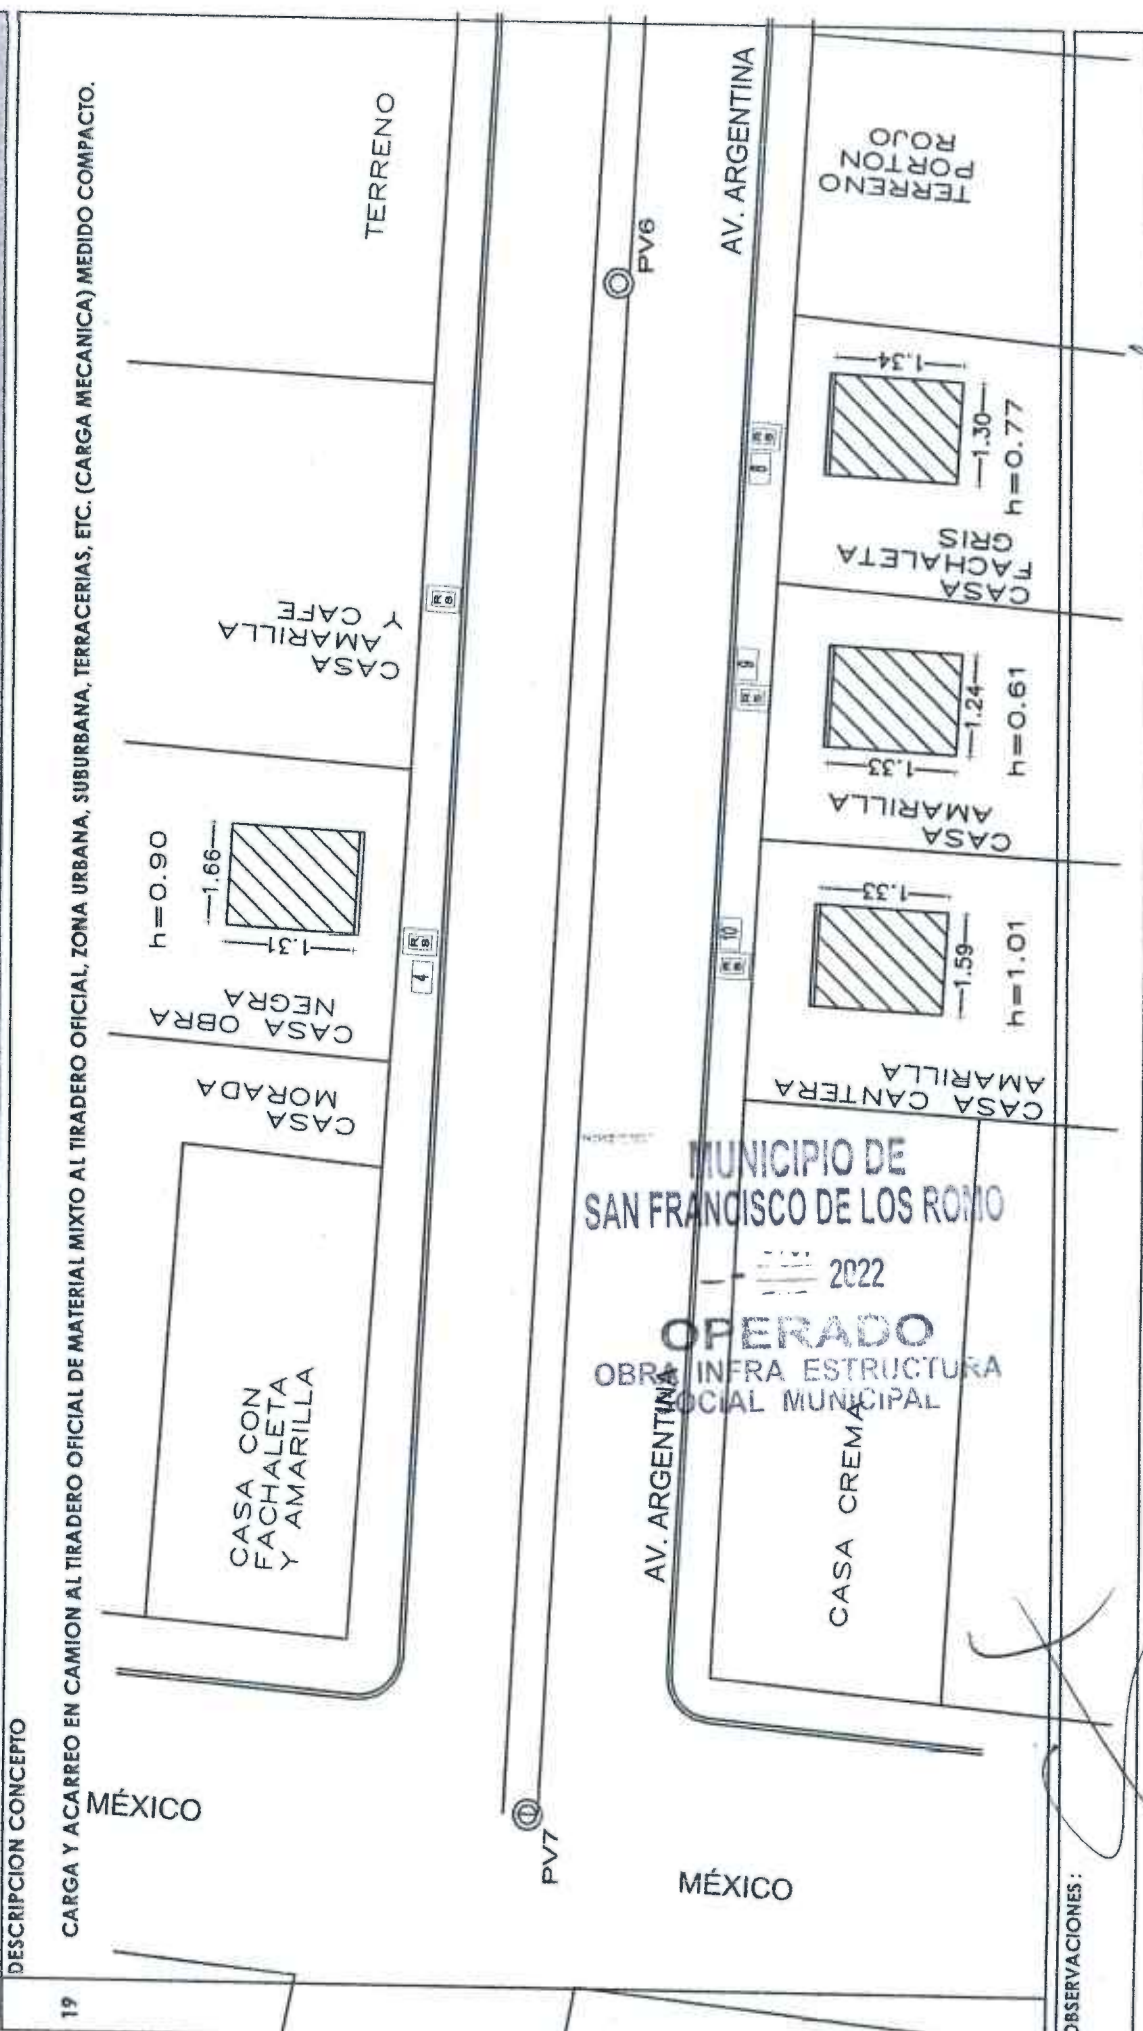 DESCRIPCION CONCEPTO
19
CARGA Y ACARREO EN CAMION AL TIRADERO OFICIAL DE MATERIAL MIXTO AL TIRADERO OFICIAL, ZONA URBANA, SUBURBANA, TERRACERIAS, ETC. (CARGA MECANICA) MEDIDO COMPACTO.
MÉXICO
CASA CON
FACHALETA
Y AMARILLA
CASA
MORADA
CASA OBRA
NEGRA
h=0.90
1.66
1.31
4
CASA
AMARILLA
Y CAFE
TERRENO
PV7
PV6
MÉXICO
AV. ARGENTINA
AV. ARGENTINA
CASA CREMA
MUNICIPIO DE
SAN FRANCISCO DE LOS ROMO
2022
OPERADO
OBRA INFRA ESTRUCTURA
SOCIAL MUNICIPAL
10
CASA CANTERA
AMARILLA
1.33
1.59
h=1.01
9
CASA
AMARILLA
1.33
1.24
h=0.61
8
CASA
FACHALETA
GRIS
1.34
1.30
h=0.77
TERRENO
PORTON
ROJO
OBSERVACIONES: